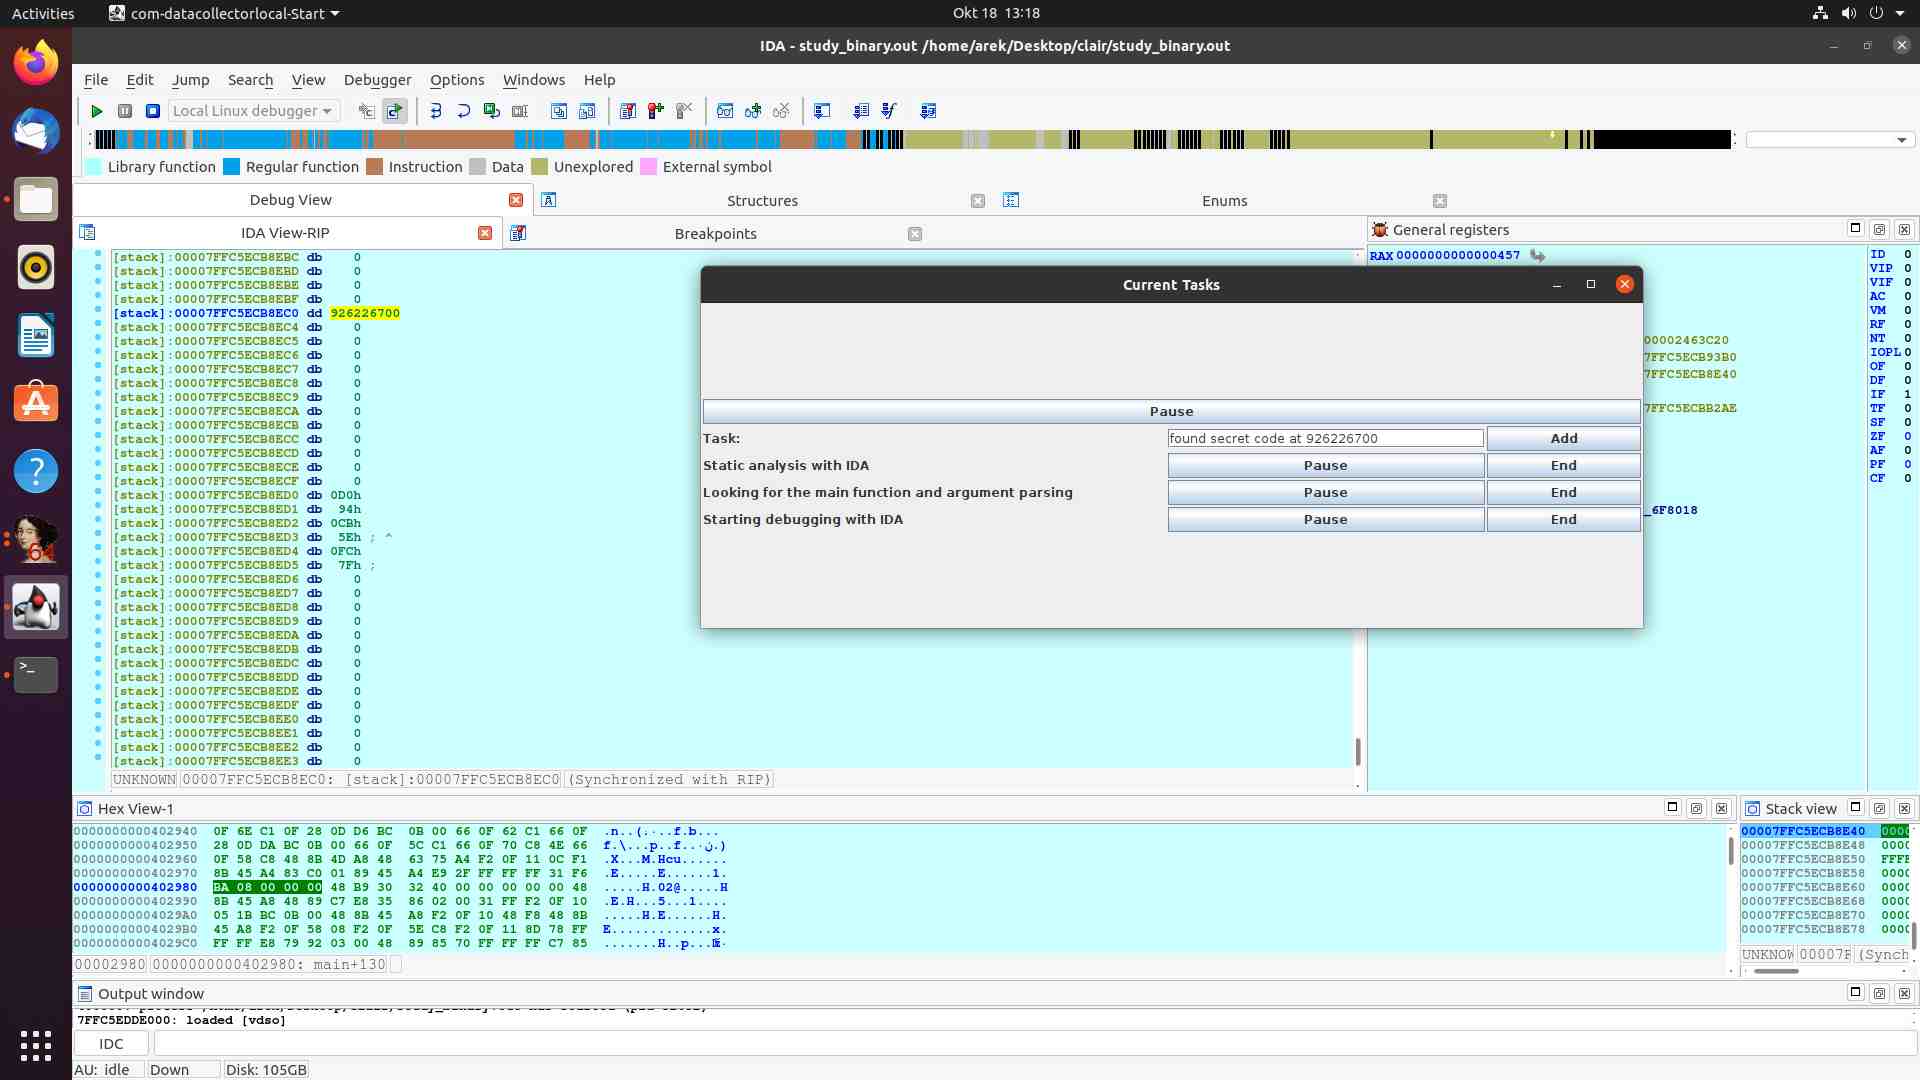 Activities com-datacollectorlocal-Start Okt 18 13:18
IDA - study_binary.out /home/arek/Desktop/clair/study_binary.out
File Edit Jump Search View Debugger Options Windows Help
Local Linux debugger
Library function Regular function Instruction Data Unexplored External symbol
Debug View Structures Enums
IDA View-RIP Breakpoints General registers
[stack]:00007FFC5ECB8EBC db 0
[stack]:00007FFC5ECB8EBD db 0
[stack]:00007FFC5ECB8EBE db 0
[stack]:00007FFC5ECB8EBF db 0
[stack]:00007FFC5ECB8EC0 dd 926226700
[stack]:00007FFC5ECB8EC4 db 0
[stack]:00007FFC5ECB8EC5 db 0
[stack]:00007FFC5ECB8EC6 db 0
[stack]:00007FFC5ECB8EC7 db 0
[stack]:00007FFC5ECB8EC8 db 0
[stack]:00007FFC5ECB8EC9 db 0
[stack]:00007FFC5ECB8ECA db 0
[stack]:00007FFC5ECB8ECB db 0
[stack]:00007FFC5ECB8ECC db 0
[stack]:00007FFC5ECB8ECD db 0
[stack]:00007FFC5ECB8ECE db 0
[stack]:00007FFC5ECB8ECF db 0
[stack]:00007FFC5ECB8ED0 db 0D0h
[stack]:00007FFC5ECB8ED1 db 94h
[stack]:00007FFC5ECB8ED2 db 0CBh
[stack]:00007FFC5ECB8ED3 db 5Eh ; ^
[stack]:00007FFC5ECB8ED4 db 0FCh
[stack]:00007FFC5ECB8ED5 db 7Fh ;
[stack]:00007FFC5ECB8ED6 db 0
[stack]:00007FFC5ECB8ED7 db 0
[stack]:00007FFC5ECB8ED8 db 0
[stack]:00007FFC5ECB8ED9 db 0
[stack]:00007FFC5ECB8EDA db 0
[stack]:00007FFC5ECB8EDB db 0
[stack]:00007FFC5ECB8EDC db 0
[stack]:00007FFC5ECB8EDD db 0
[stack]:00007FFC5ECB8EDE db 0
[stack]:00007FFC5ECB8EDF db 0
[stack]:00007FFC5ECB8EE0 db 0
[stack]:00007FFC5ECB8EE1 db 0
[stack]:00007FFC5ECB8EE2 db 0
[stack]:00007FFC5ECB8EE3 db 0
UNKNOWN 00007FFC5ECB8EC0: [stack]:00007FFC5ECB8EC0 (Synchronized with RIP)
Current Tasks
Pause
Task: found secret code at 926226700 Add
Static analysis with IDA Pause End
Looking for the main function and argument parsing Pause End
Starting debugging with IDA Pause End
RAX 0000000000000457
00002463C20
7FFC5ECB93B0
7FFC5ECB8E40
7FFC5ECBB2AE
_6F8018
ID 0
VIP 0
VIF 0
AC 0
VM 0
RF 0
NT 0
IOPL 0
OF 0
DF 0
IF 1
TF 0
SF 0
ZF 0
AF 0
PF 0
CF 0
Hex View-1
0000000000402940 0F 6E C1 0F 28 0D D6 BC 0B 00 66 0F 62 C1 66 0F
0000000000402950 28 0D DA BC 0B 00 66 0F 5C C1 66 0F 70 C8 4E 66
0000000000402960 0F 58 C8 48 8B 4D A8 48 63 75 A4 F2 0F 11 0C F1 .X...M.Hcu......
0000000000402970 8B 45 A4 83 C0 01 89 45 A4 E9 2F FF FF FF 31 F6
0000000000402980 BA 08 00 00 00 48 B9 30 32 40 00 00 00 00 00 48 .....H.02@.....H
0000000000402990 8B 45 A8 48 89 C7 E8 35 86 02 00 31 FF F2 0F 10 .E.H...5...1....
00000000004029A0 05 1B BC 0B 00 48 8B 45 A8 F2 0F 10 48 F8 48 8B .....H.E....H.
00000000004029B0 45 A8 F2 0F 58 08 F2 0F 5E C8 F2 0F 11 8D 78 FF
00000000004029C0 FF FF E8 79 92 03 00 48 89 85 70 FF FF FF C7 85
00002980 0000000000402980: main+130
Stack view
00007FFC5ECB8E40 0000
00007FFC5ECB8E48 0000
00007FFC5ECB8E50 FFFF
00007FFC5ECB8E58 0000
00007FFC5ECB8E60 0000
00007FFC5ECB8E68 0000
00007FFC5ECB8E70 0000
00007FFC5ECB8E78 0000
UNKNOW 00007F (Synch
Output window
7FFC5EDDE000: loaded [vdso]
IDC
AU: idle Down Disk: 105GB